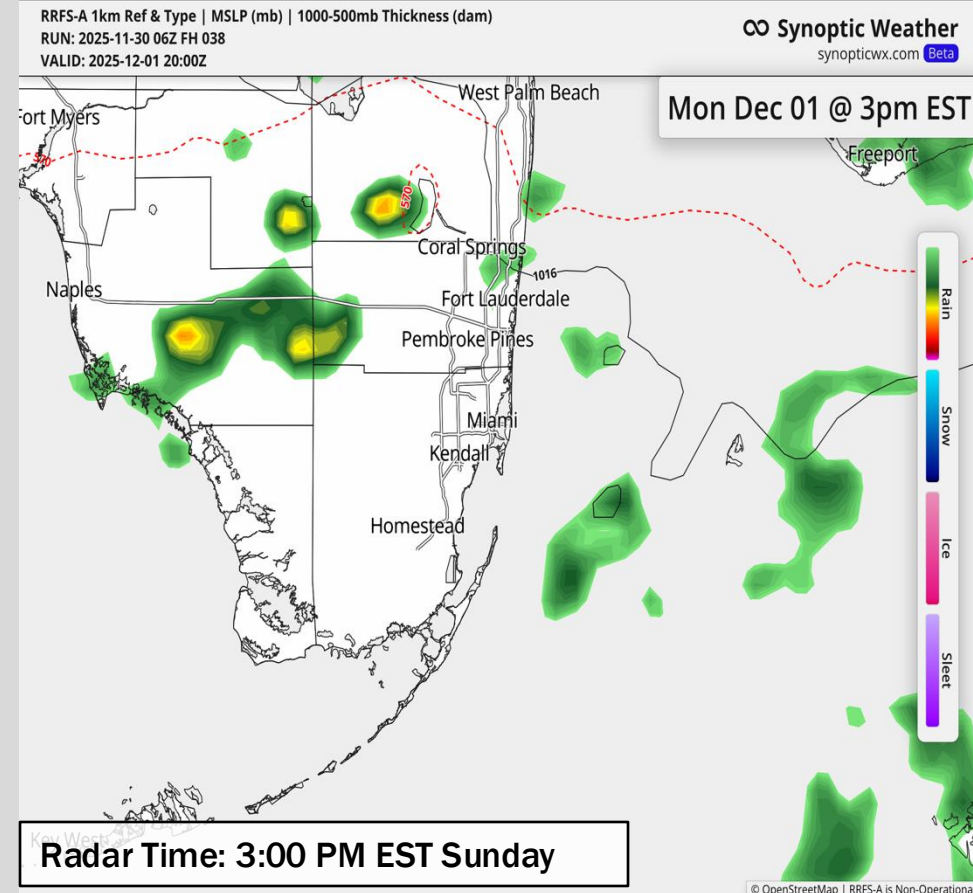 RRFS-A 1km Ref & Type | MSLP (mb) | 1000-500mb Thickness (dam)
RUN: 2025-11-30 06Z FH 038
VALID: 2025-12-01 20:00Z
Synoptic Weather
synopticwx.com Beta
Mon Dec 01 @ 3pm EST
West Palm Beach
Fort Myers
Freeport
570
570
Coral Springs
1016
Naples
Fort Lauderdale
Pembroke Pines
Miami
Kendall
Homestead
Rain
Snow
Ice
Sleet
Key West
Radar Time: 3:00 PM EST Sunday
© OpenStreetMap | RRFS-A is Non-Operational